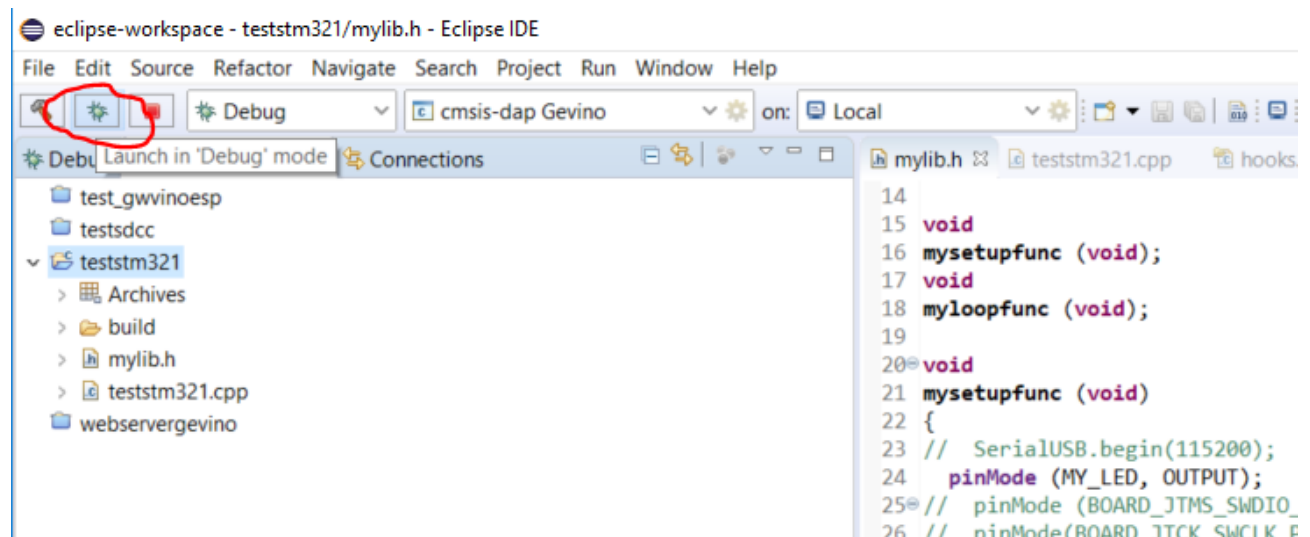 eclipse-workspace - teststm321/mylib.h - Eclipse IDE
File Edit Source Refactor Navigate Search Project Run Window Help
Debug cmsis-dap Gevino on: Local
Launch in 'Debug' mode Connections mylib.h teststm321.cpp hooks.
test_gwvinoesp
testsdcc
teststm321
Archives
build
mylib.h
teststm321.cpp
webservergevino
14
15 void
16 mysetupfunc (void);
17 void
18 myloopfunc (void);
19
20 void
21 mysetupfunc (void)
22 {
23 // SerialUSB.begin(115200);
24 pinMode (MY_LED, OUTPUT);
25 // pinMode (BOARD_JTMS_SWDIO_
26 // pinMode(BOARD_JTCK_SWCLK_P